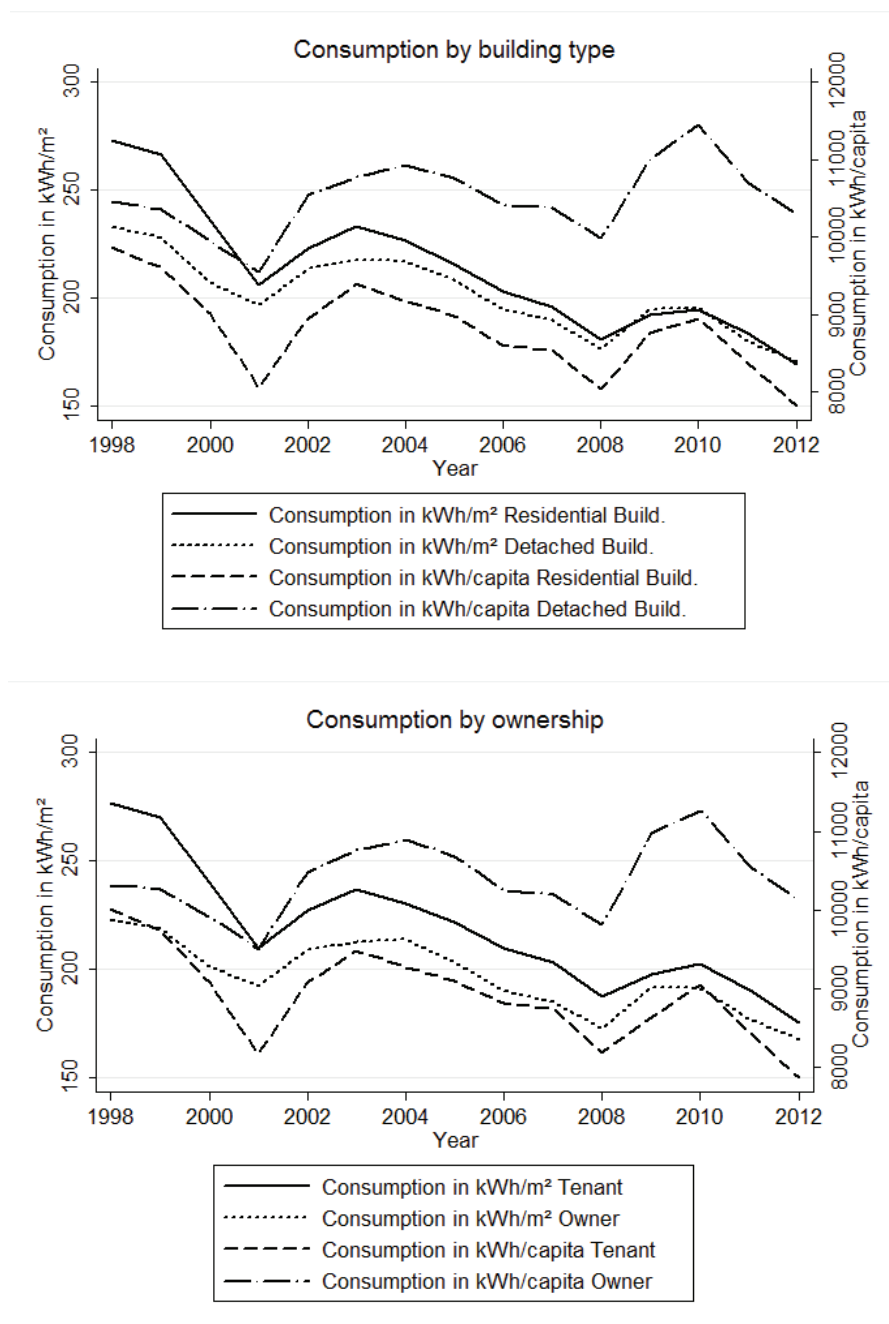 Consumption by building type
300
250
200
150
Consumption in kWh/m²
12000
11000
10000
9000
8000
Consumption in kWh/capita
1998 2000 2002 2004 2006 2008 2010 2012
Year
Consumption in kWh/m² Residential Build.
Consumption in kWh/m² Detached Build.
Consumption in kWh/capita Residential Build.
Consumption in kWh/capita Detached Build.
Consumption by ownership
300
250
200
150
Consumption in kWh/m²
12000
11000
10000
9000
8000
Consumption in kWh/capita
1998 2000 2002 2004 2006 2008 2010 2012
Year
Consumption in kWh/m² Tenant
Consumption in kWh/m² Owner
Consumption in kWh/capita Tenant
Consumption in kWh/capita Owner